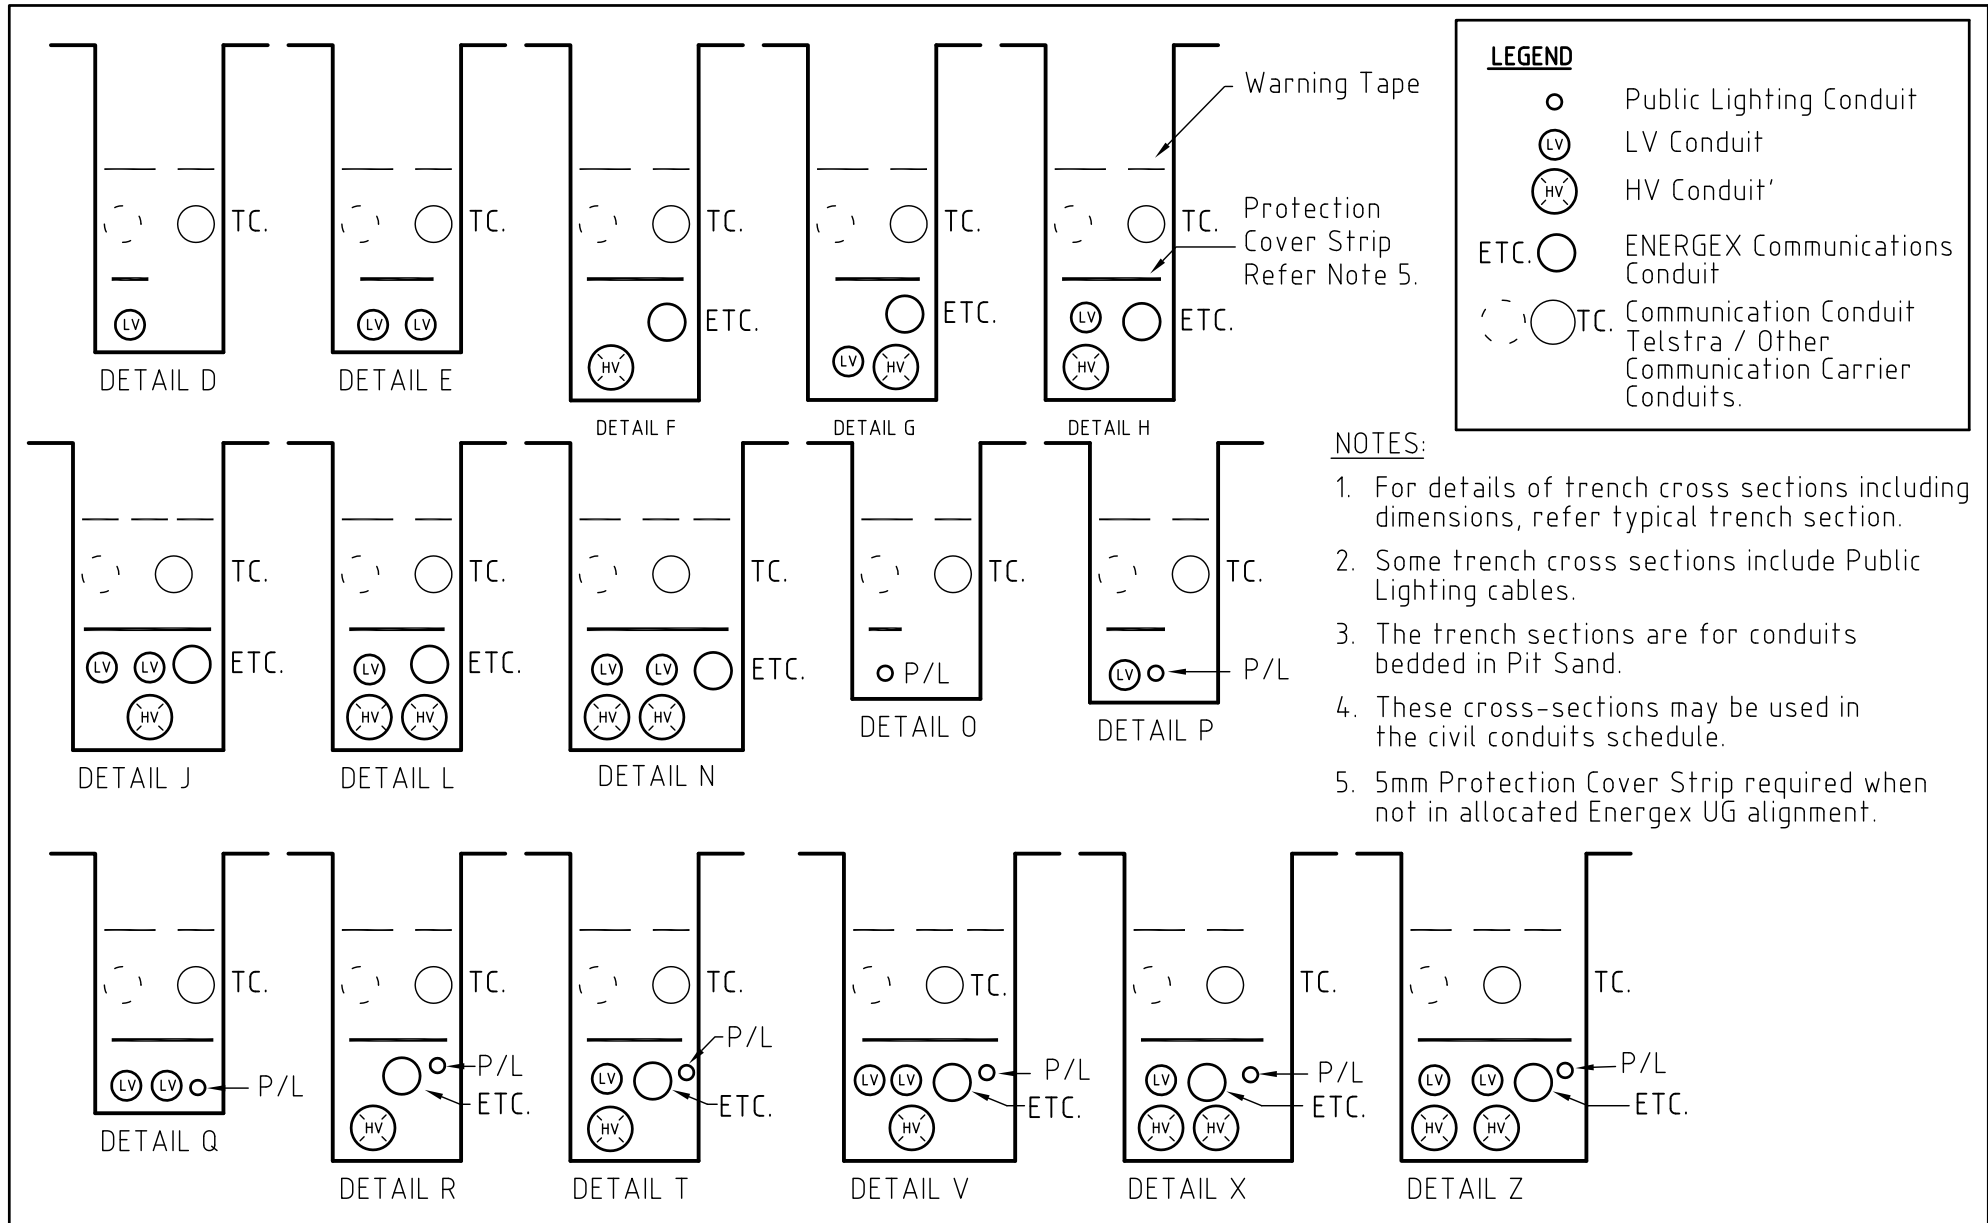 Warning Tape
Protection
Cover Strip
Refer Note 5.
TC.
TC.
TC.
TC.
TC.
ETC.
ETC.
ETC.
LV
LV
LV
HV
LV
HV
LV
HV
DETAIL D
DETAIL E
DETAIL F
DETAIL G
DETAIL H
LEGEND
Public Lighting Conduit
LV
LV Conduit
HV
HV Conduit'
ETC.
ENERGEX Communications
Conduit
TC.
Communication Conduit
Telstra / Other
Communication Carrier
Conduits.
TC.
TC.
TC.
TC.
TC.
LV
LV
ETC.
HV
LV
ETC.
HV
HV
LV
LV
ETC.
HV
HV
P/L
LV
P/L
DETAIL J
DETAIL L
DETAIL N
DETAIL O
DETAIL P
NOTES:
1. For details of trench cross sections including
dimensions, refer typical trench section.
2. Some trench cross sections include Public
Lighting cables.
3. The trench sections are for conduits
bedded in Pit Sand.
4. These cross-sections may be used in
the civil conduits schedule.
5. 5mm Protection Cover Strip required when
not in allocated Energex UG alignment.
TC.
TC.
TC.
TC.
TC.
TC.
LV
LV
P/L
P/L
ETC.
HV
P/L
LV
ETC.
HV
LV
LV
P/L
ETC.
HV
LV
P/L
ETC.
HV
HV
LV
LV
P/L
ETC.
HV
HV
DETAIL Q
DETAIL R
DETAIL T
DETAIL V
DETAIL X
DETAIL Z